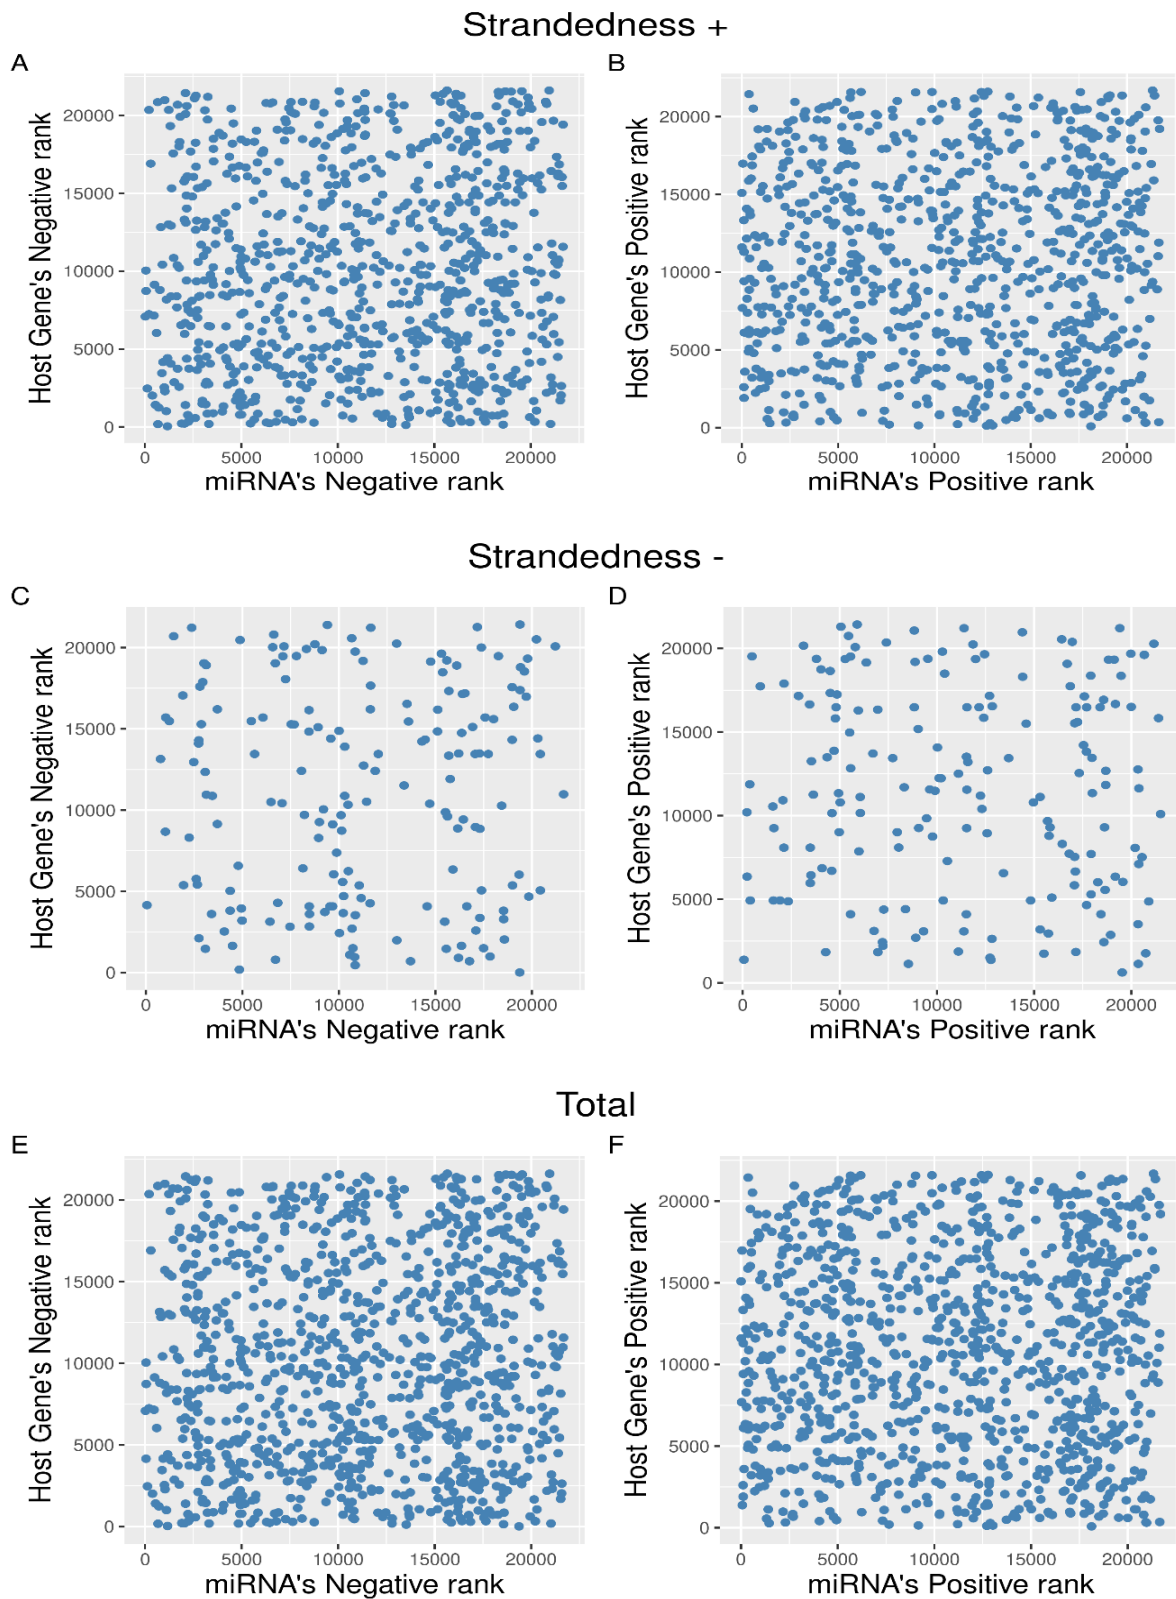 Strandedness +
A
B
Host Gene's Negative rank
20000
15000
10000
5000
0
0 5000 10000 15000 20000
miRNA's Negative rank
Host Gene's Positive rank
20000
15000
10000
5000
0
0 5000 10000 15000 20000
miRNA's Positive rank
Strandedness -
C
D
Host Gene's Negative rank
20000
15000
10000
5000
0
0 5000 10000 15000 20000
miRNA's Negative rank
Host Gene's Positive rank
20000
15000
10000
5000
0
0 5000 10000 15000 20000
miRNA's Positive rank
Total
E
F
Host Gene's Negative rank
20000
15000
10000
5000
0
0 5000 10000 15000 20000
miRNA's Negative rank
Host Gene's Positive rank
20000
15000
10000
5000
0
0 5000 10000 15000 20000
miRNA's Positive rank